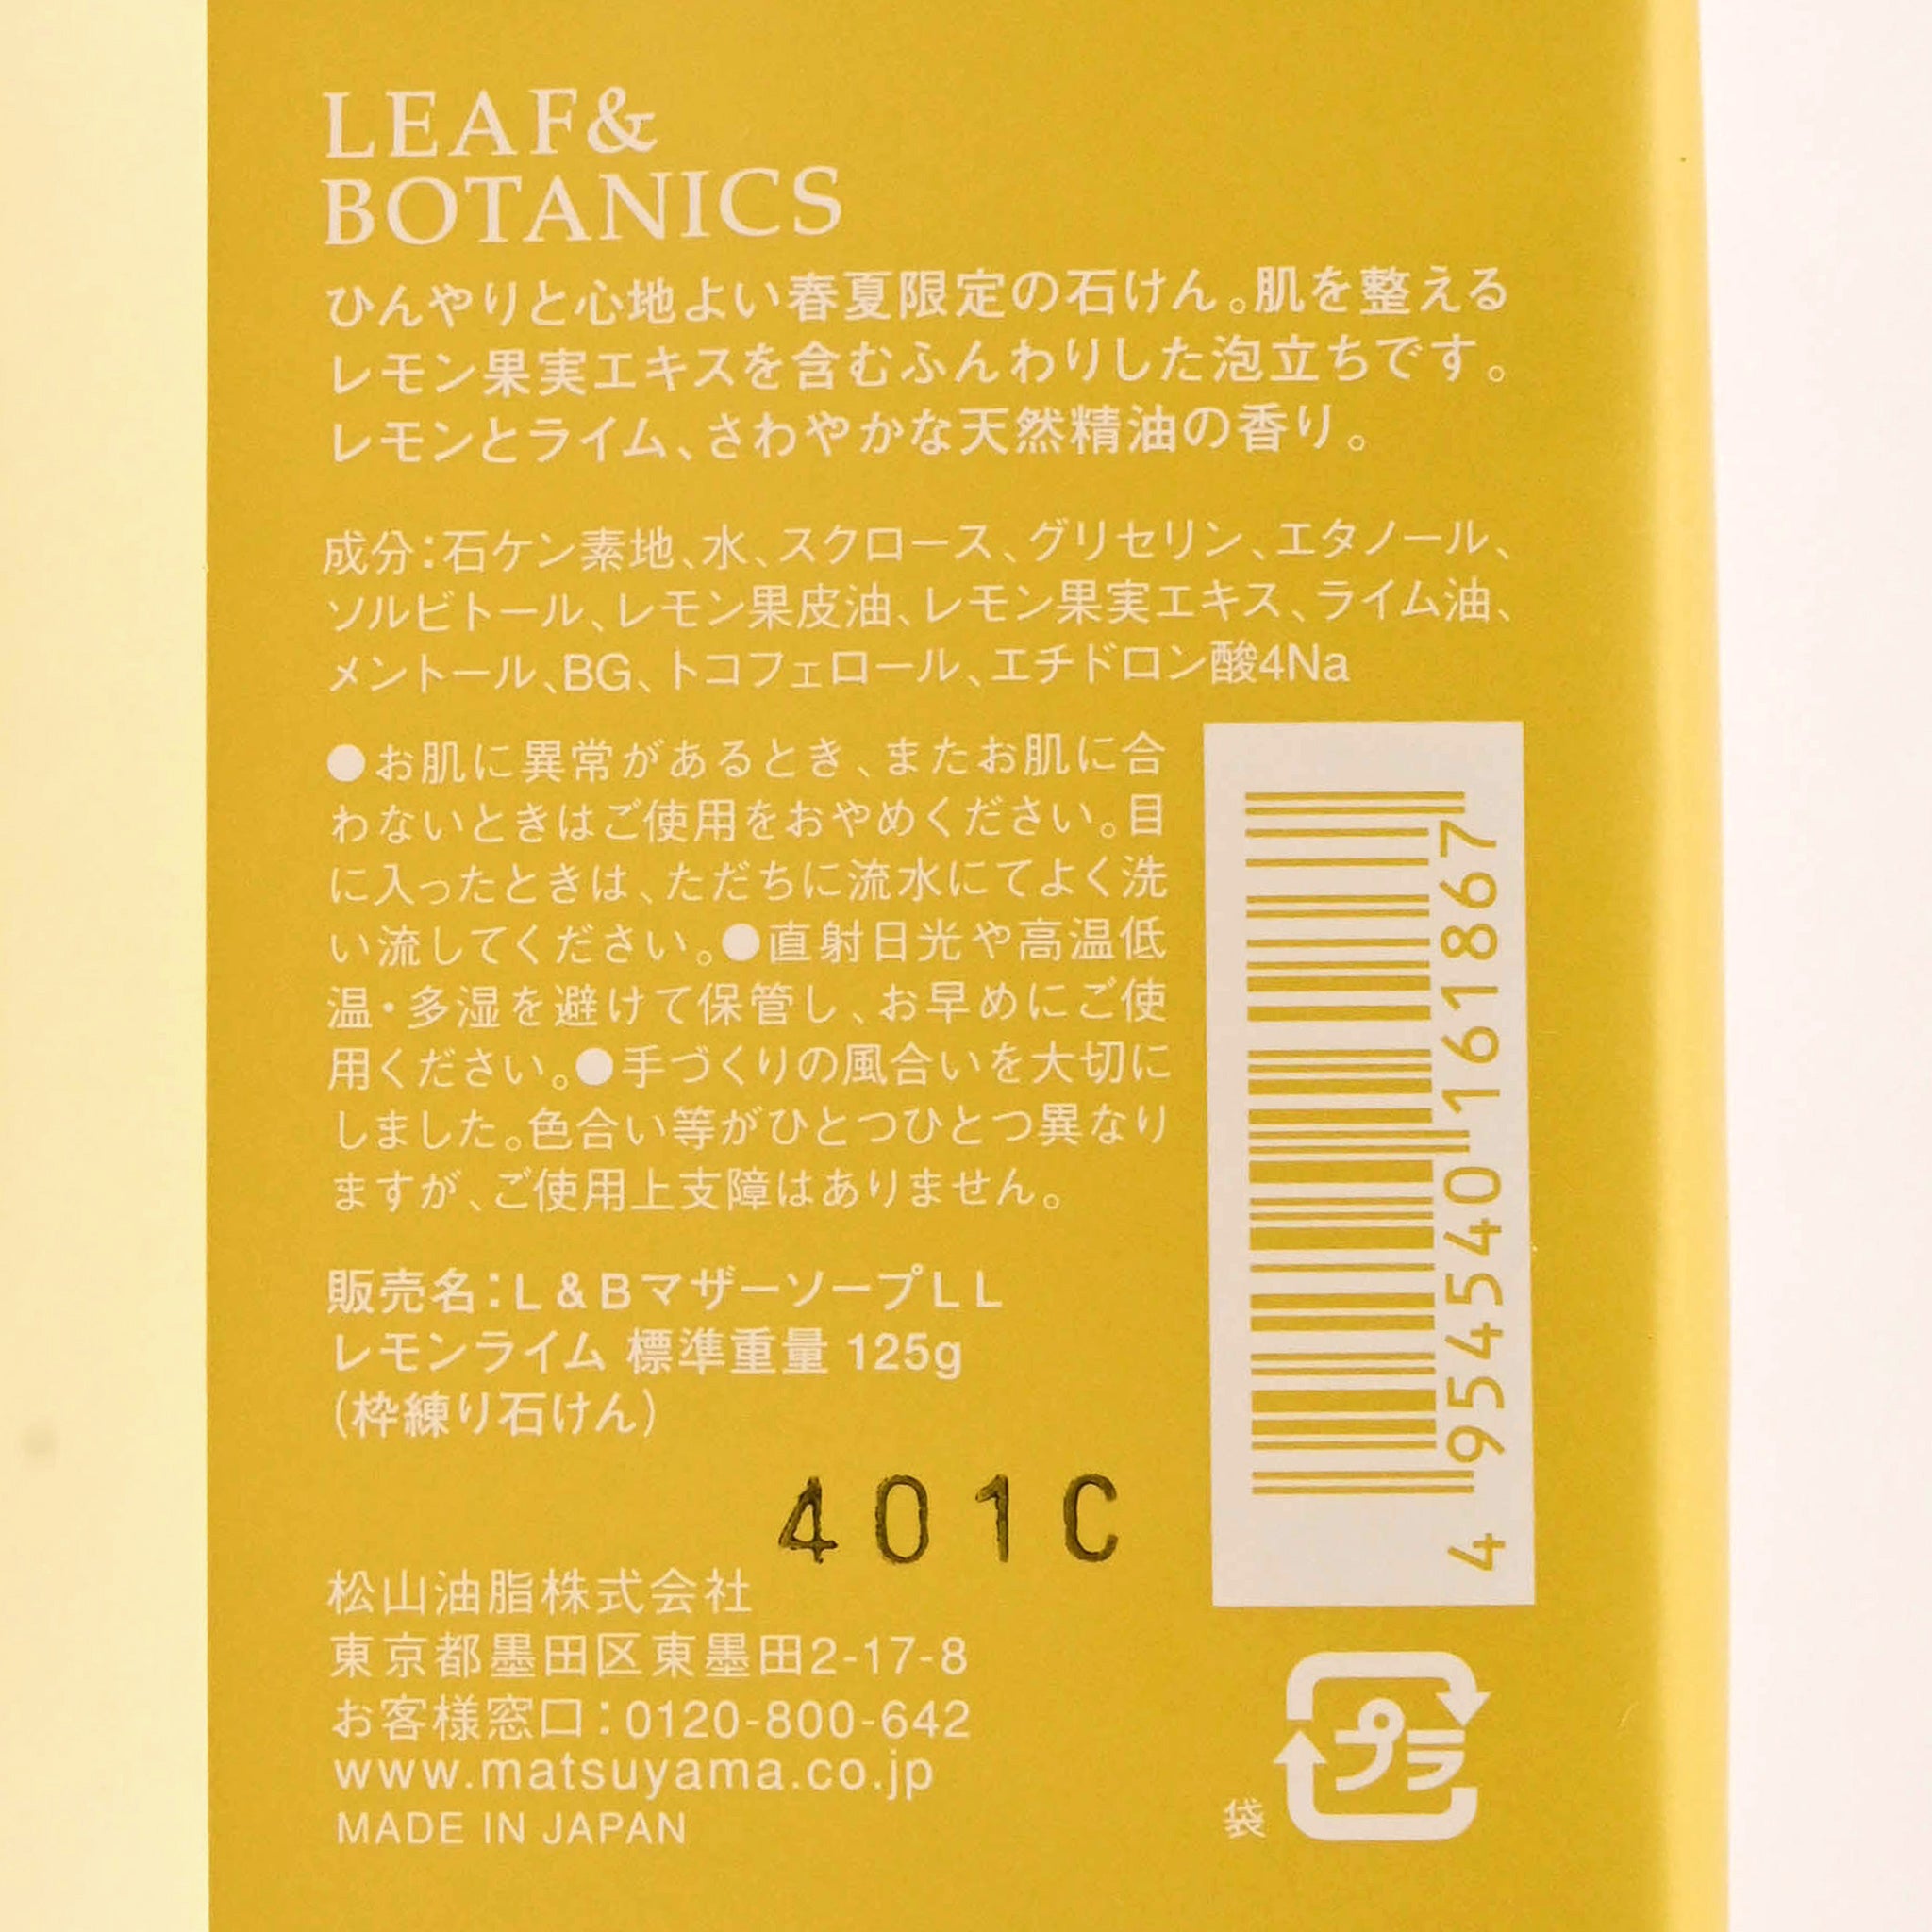 LEAF&
BOTANICS
ひんやりと心地よい春夏限定の石けん。肌を整える
レモン果実エキスを含むふんわりした泡立ちです。
レモンとライム、さわやかな天然精油の香り。
成分：石ケン素地、水、スクロース、グリセリン、エタノール、
ソルビトール、レモン果皮油、レモン果実エキス、ライム油、
メントール、BG、トコフェロール、エチドロン酸4Na
●お肌に異常があるとき、またお肌に合
わないときはご使用をおやめください。目
に入ったときは、ただちに流水にてよく洗
い流してください。●直射日光や高温低
温・多湿を避けて保管し、お早めにご使
用ください。●手づくりの風合いを大切に
しました。色合い等がひとつひとつ異なり
ますが、ご使用上支障はありません。
販売名：L＆BマザーソープLL
レモンライム 標準重量 125g
（枠練り石けん）
401C
松山油脂株式会社
東京都墨田区東墨田2-17-8
お客様窓口：0120-800-642
www.matsuyama.co.jp
MADE IN JAPAN
4 954540 161867
プラ
袋